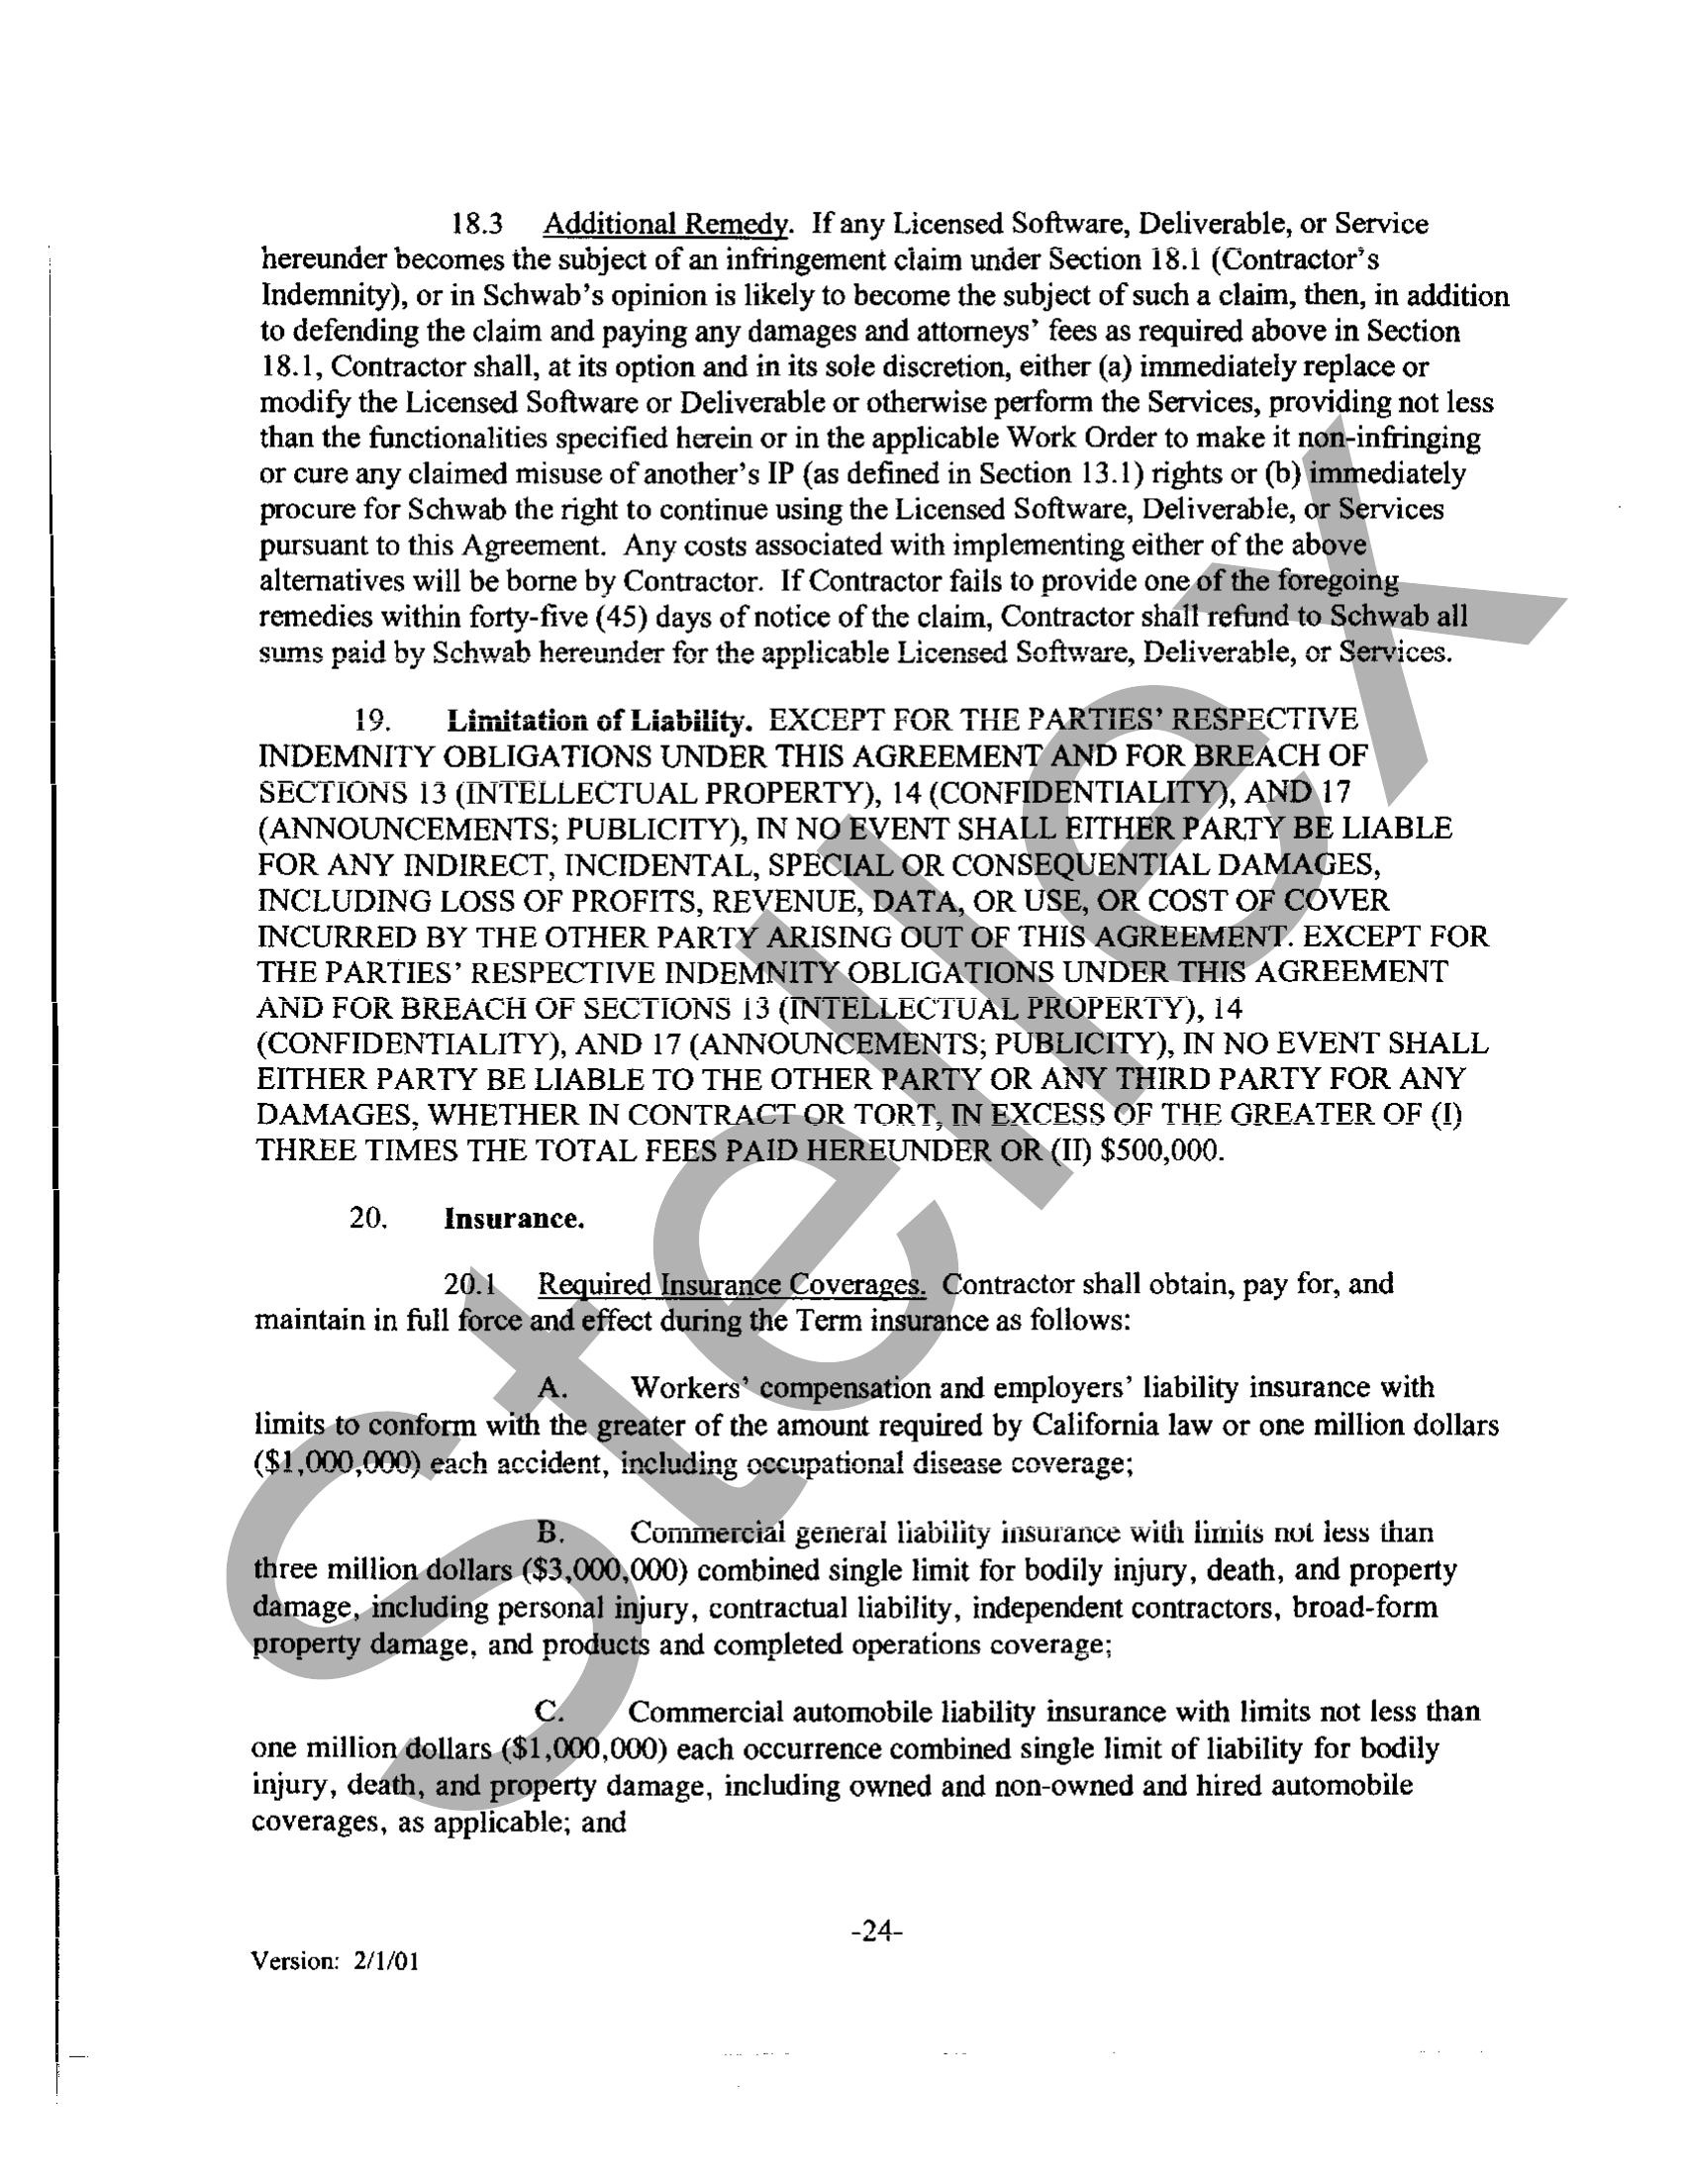 18.3 Additional Remedy. If any Licensed Software, Deliverable, or Service
hereunder becomes the subject of an infringement claim under Section 18.1 (Contractor's
Indemnity), or in Schwab's opinion is likely to become the subject of such a claim, then, in addition
to defending the claim and paying any damages and attorneys' fees as required above in Section
18.1, Contractor shall, at its option and in its sole discretion, either (a) immediately replace or
modify the Licensed Software or Deliverable or otherwise perform the Services, providing not less
than the functionalities specified herein or in the applicable Work Order to make it non-infringing
or cure any claimed misuse of another's IP (as defined in Section 13.1) rights or (b) immediately
procure for Schwab the right to continue using the Licensed Software, Deliverable, or Services
pursuant to this Agreement. Any costs associated with implementing either of the above
alternatives will be borne by Contractor. If Contractor fails to provide one of the foregoing
remedies within forty-five (45) days of notice of the claim, Contractor shall refund to Schwab all
sums paid by Schwab hereunder for the applicable Licensed Software, Deliverable, or Services.
19. Limitation of Liability. EXCEPT FOR THE PARTIES' RESPECTIVE
INDEMNITY OBLIGATIONS UNDER THIS AGREEMENT AND FOR BREACH OF
SECTIONS 13 (INTELLECTUAL PROPERTY), 14 (CONFIDENTIALITY), AND 17
(ANNOUNCEMENTS; PUBLICITY), IN NO EVENT SHALL EITHER PARTY BE LIABLE
FOR ANY INDIRECT, INCIDENTAL, SPECIAL OR CONSEQUENTIAL DAMAGES,
INCLUDING LOSS OF PROFITS, REVENUE, DATA, OR USE, OR COST OF COVER
INCURRED BY THE OTHER PARTY ARISING OUT OF THIS AGREEMENT. EXCEPT FOR
THE PARTIES' RESPECTIVE INDEMNITY OBLIGATIONS UNDER THIS AGREEMENT
AND FOR BREACH OF SECTIONS 13 (INTELLECTUAL PROPERTY), 14
(CONFIDENTIALITY), AND 17 (ANNOUNCEMENTS; PUBLICITY), IN NO EVENT SHALL
EITHER PARTY BE LIABLE TO THE OTHER PARTY OR ANY THIRD PARTY FOR ANY
DAMAGES, WHETHER IN CONTRACT OR TORT, IN EXCESS OF THE GREATER OF (I)
THREE TIMES THE TOTAL FEES PAID HEREUNDER OR (II) $500,000.
20. Insurance.
20.1 Required Insurance Coverages. Contractor shall obtain, pay for, and
maintain in full force and effect during the Term insurance as follows:
A. Workers' compensation and employers' liability insurance with
limits to conform with the greater of the amount required by California law or one million dollars
($1,000,000) each accident, including occupational disease coverage;
B. Commercial general liability insurance with limits not less than
three million dollars ($3,000,000) combined single limit for bodily injury, death, and property
damage, including personal injury, contractual liability, independent contractors, broad-form
property damage, and products and completed operations coverage;
C. Commercial automobile liability insurance with limits not less than
one million dollars ($1,000,000) each occurrence combined single limit of liability for bodily
injury, death, and property damage, including owned and non-owned and hired automobile
coverages, as applicable; and
-24-
Version: 2/1/01
Stellex